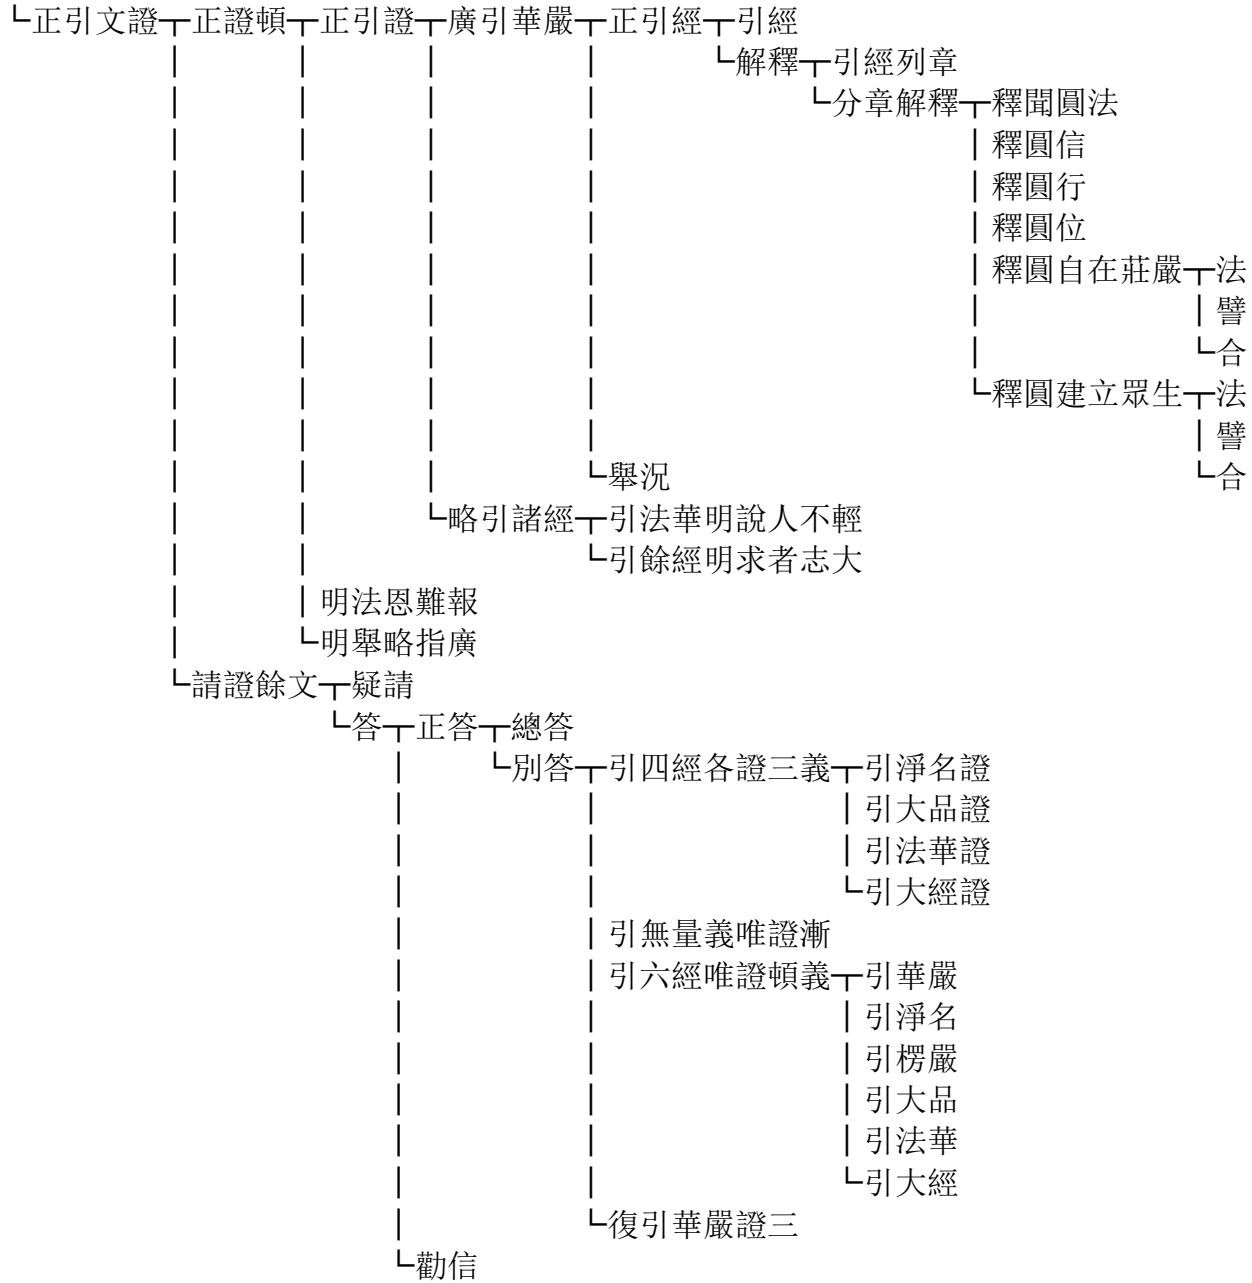 正引文證 正證頓 正引證 廣引華嚴 正引經 引經
解釋 引經列章
分章解釋 釋聞圓法
釋圓信
釋圓行
釋圓位
釋圓自在莊嚴 法
譬
合
釋圓建立眾生 法
譬
合
舉況
略引諸經 引法華明說人不輕
引餘經明求者志大
明法恩難報
明舉略指廣
請證餘文 疑請
答 正答 總答
別答 引四經各證三義 引淨名證
引大品證
引法華證
引大經證
引無量義唯證漸
引六經唯證頓義 引華嚴
引淨名
引楞嚴
引大品
引法華
引大經
復引華嚴證三
勸信